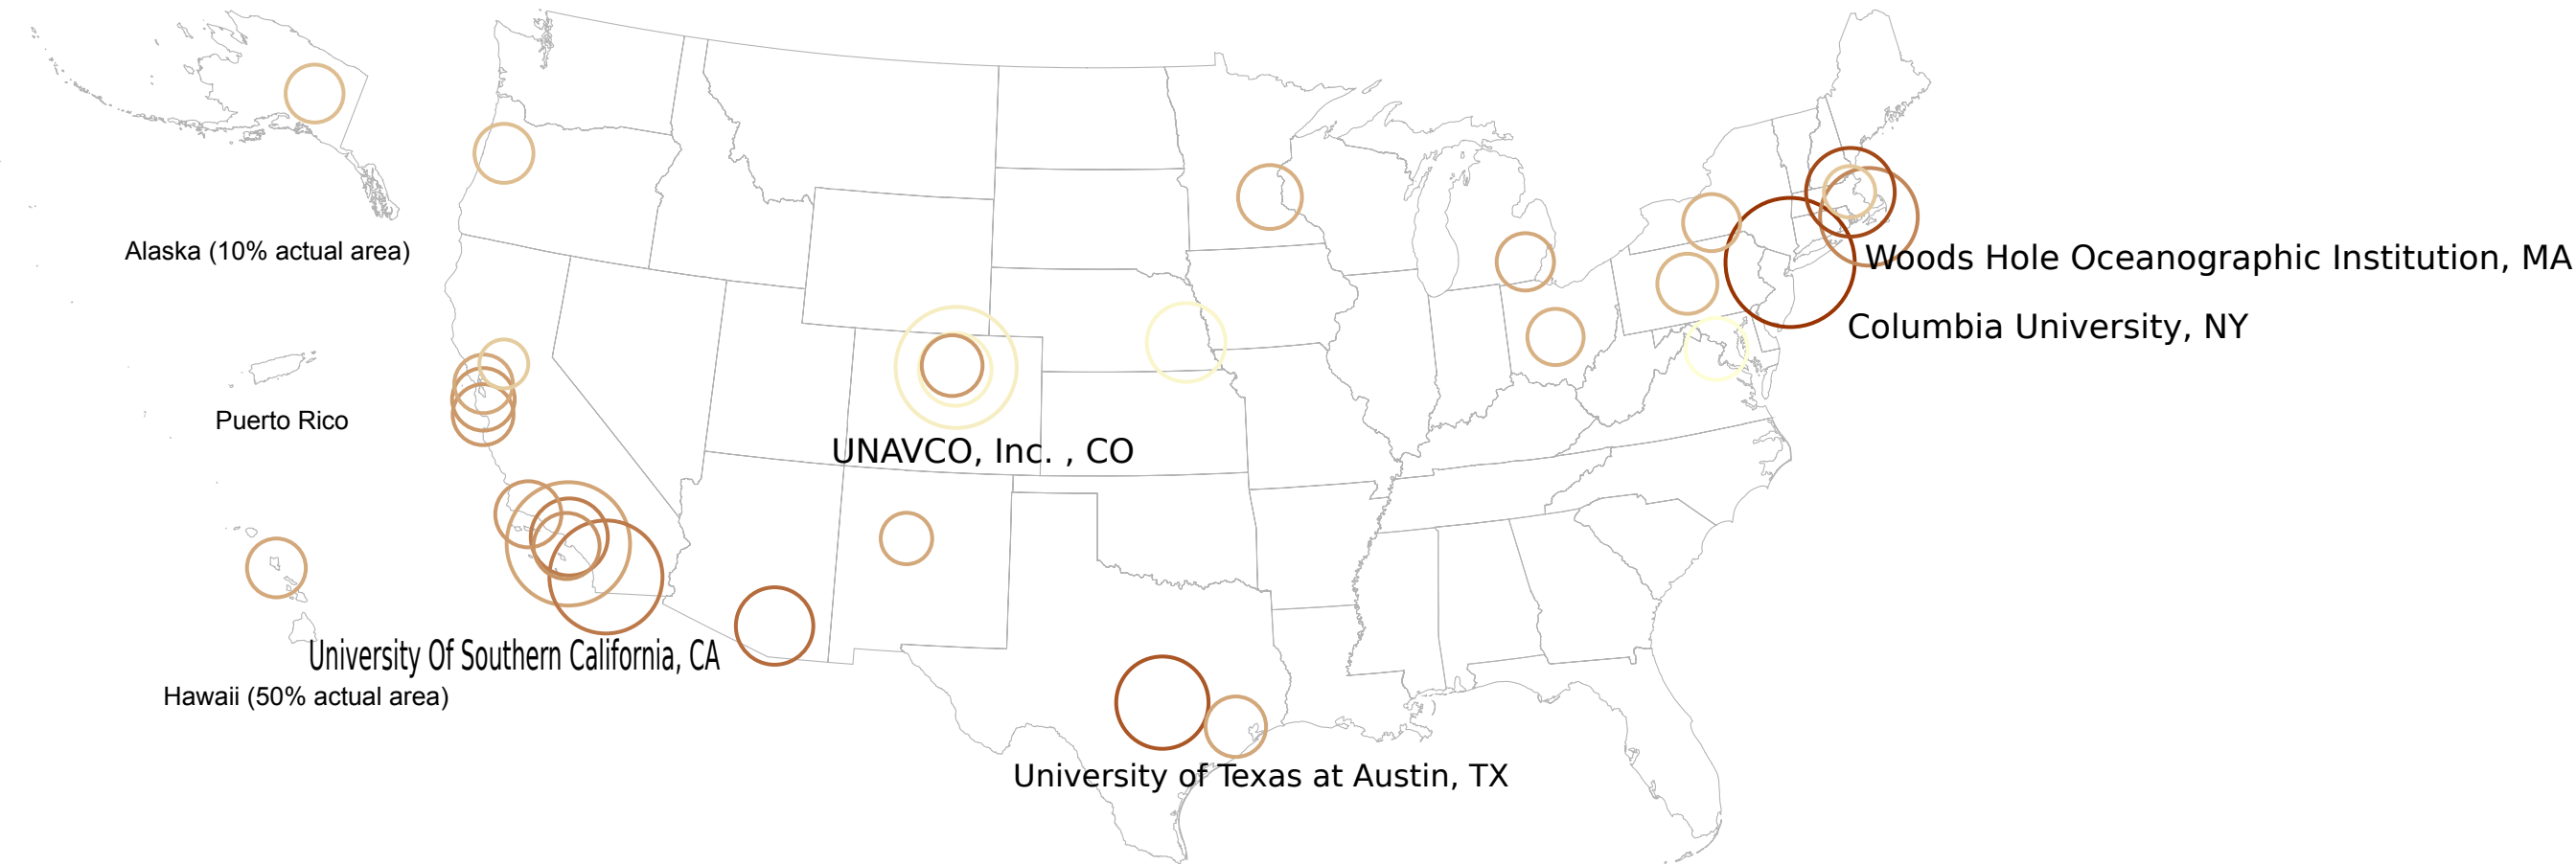 Alaska (10% actual area)
Woods Hole Oceanographic Institution, MA
Columbia University, NY
Puerto Rico
UNAVCO, Inc. , CO
University Of Southern California, CA
Hawaii (50% actual area)
University of Texas at Austin, TX